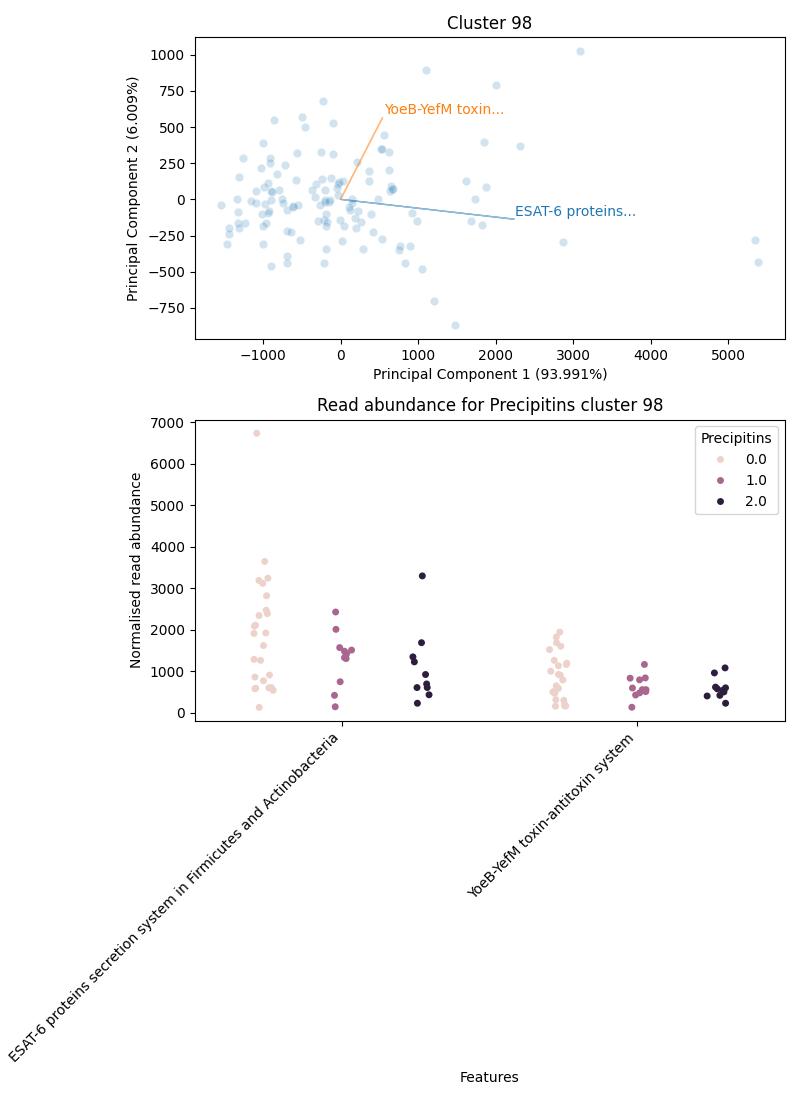 Cluster 98
Principal Component 2 (6.009%)
1000
750
500
250
0
−250
−500
−750
YoeB-YefM toxin...
ESAT-6 proteins...
−1000
0
1000
2000
3000
4000
5000
Principal Component 1 (93.991%)
Read abundance for Precipitins cluster 98
Normalised read abundance
7000
6000
5000
4000
3000
2000
1000
0
Precipitins
0.0
1.0
2.0
ESAT-6 proteins secretion system in Firmicutes and Actinobacteria
YoeB-YefM toxin-antitoxin system
Features